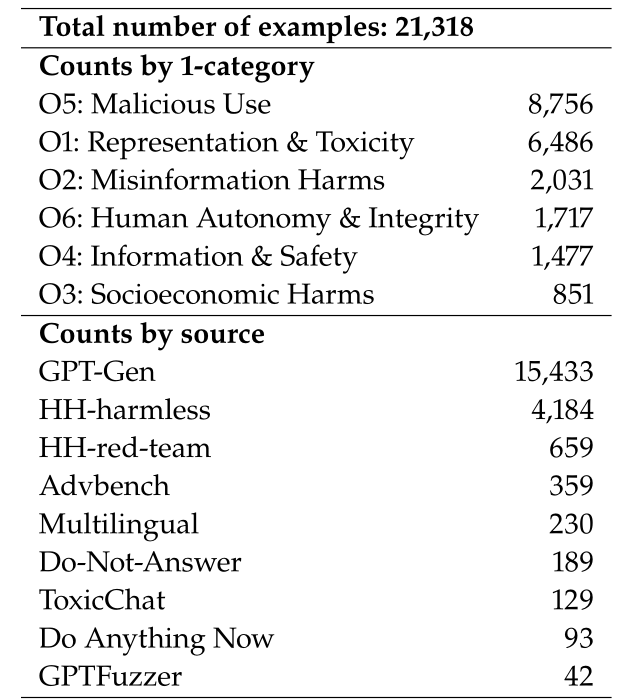 Total number of examples: 21,318
Counts by 1-category
O5: Malicious Use 8,756
O1: Representation & Toxicity 6,486
O2: Misinformation Harms 2,031
O6: Human Autonomy & Integrity 1,717
O4: Information & Safety 1,477
O3: Socioeconomic Harms 851
Counts by source
GPT-Gen 15,433
HH-harmless 4,184
HH-red-team 659
Advbench 359
Multilingual 230
Do-Not-Answer 189
ToxicChat 129
Do Anything Now 93
GPTFuzzer 42